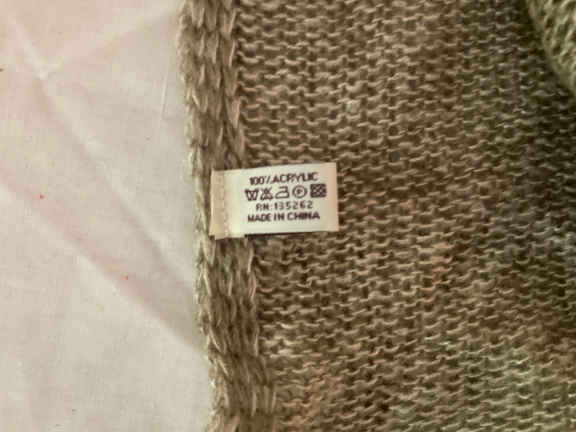 100% ACRYLIC
RN: 135262
MADE IN CHINA